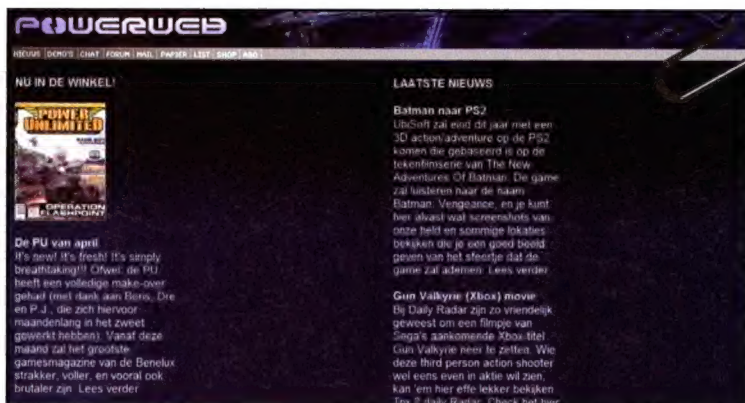 POWERWEB
NIEUWS DEMO'S CHAT FORUM MAIL PAPIER LIST SHOP ABO
NU IN DE WINKEL!
POWER
UNLIMITED
OPERATION
FLASHPOINT
De PU van april
It's new! It's fresh! It's simply
breathtaking!!! Ofwel: de PU
heeft een volledige make-over
gehad (met dank aan Boris, Dre
en P.J., die zich hiervoor
maandenlang in het zweet
gewerkt hebben). Vanaf deze
maand zal het grootste
gamesmagazine van de Benelux
strakker, voller, en vooral ook
brutaler zijn. Lees verder
LAATSTE NIEUWS
Batman naar PS2
UbiSoft zal eind dit jaar met een
3D action/adventure op de PS2
komen die gebaseerd is op de
tekenfilmserie van The New
Adventures Of Batman. De game
zal luisteren naar de naam
Batman: Vengeance, en je kunt
hier alvast wat screenshots van
onze held en sommige lokaties
bekijken die je een goed beeld
geven van het sfeertje dat de
game zal ademen. Lees verder
Gun Valkyrie (Xbox) movie
Bij Daily Radar zijn zo vriendelijk
geweest om een filmpje van
Sega's aankomende Xbox-titel
Gun Valkyrie neer te zetten. Wie
deze third person action shooter
wel eens even in aktie wil zien,
kan 'em hier effe lekker bekijken
daily Radar. Check het hier